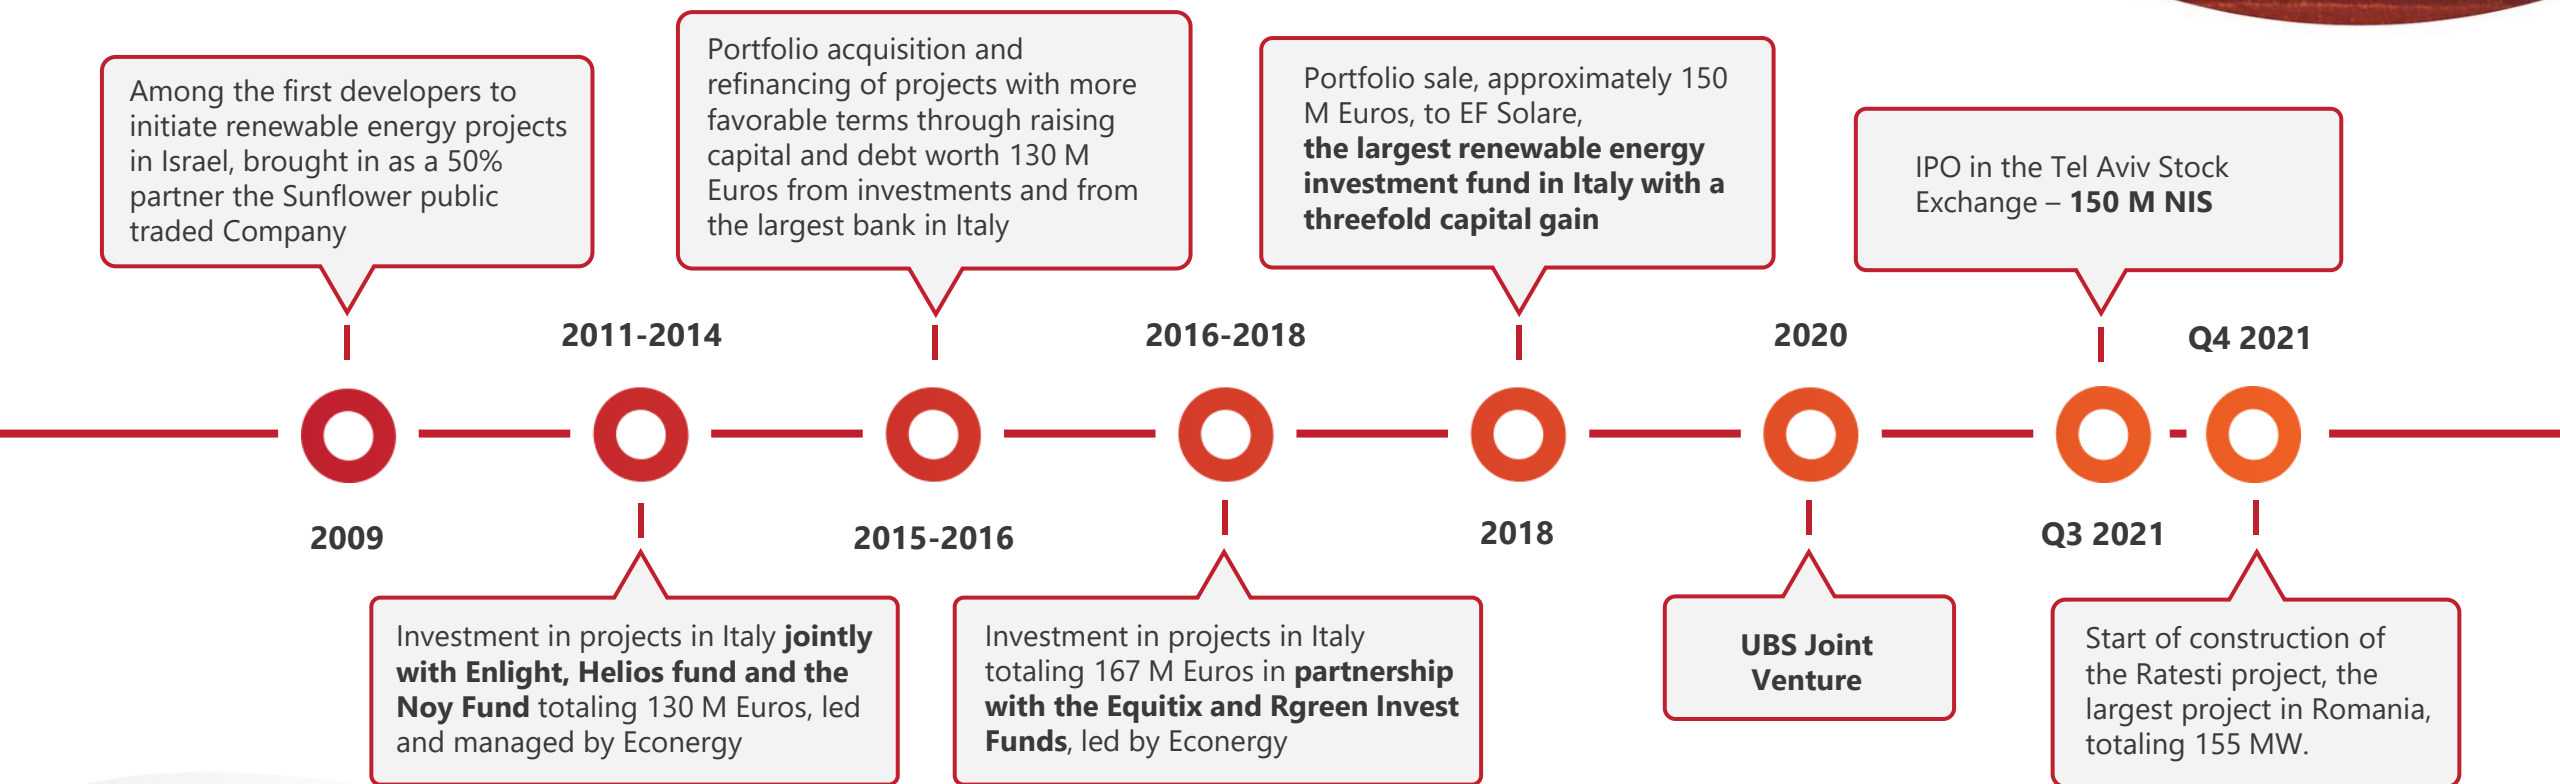 Among the first developers to
initiate renewable energy projects
in Israel, brought in as a 50%
partner the Sunflower public
traded Company
2009
2011-2014
Investment in projects in Italy jointly
with Enlight, Helios fund and the
Noy Fund totaling 130 M Euros, led
and managed by Econergy
Portfolio acquisition and
refinancing of projects with more
favorable terms through raising
capital and debt worth 130 M
Euros from investments and from
the largest bank in Italy
2015-2016
2016-2018
Investment in projects in Italy
totaling 167 M Euros in partnership
with the Equitix and Rgreen Invest
Funds, led by Econergy
Portfolio sale, approximately 150
M Euros, to EF Solare,
the largest renewable energy
investment fund in Italy with a
threefold capital gain
2018
2020
UBS Joint
Venture
IPO in the Tel Aviv Stock
Exchange – 150 M NIS
Q3 2021
Q4 2021
Start of construction of
the Ratesti project, the
largest project in Romania,
totaling 155 MW.